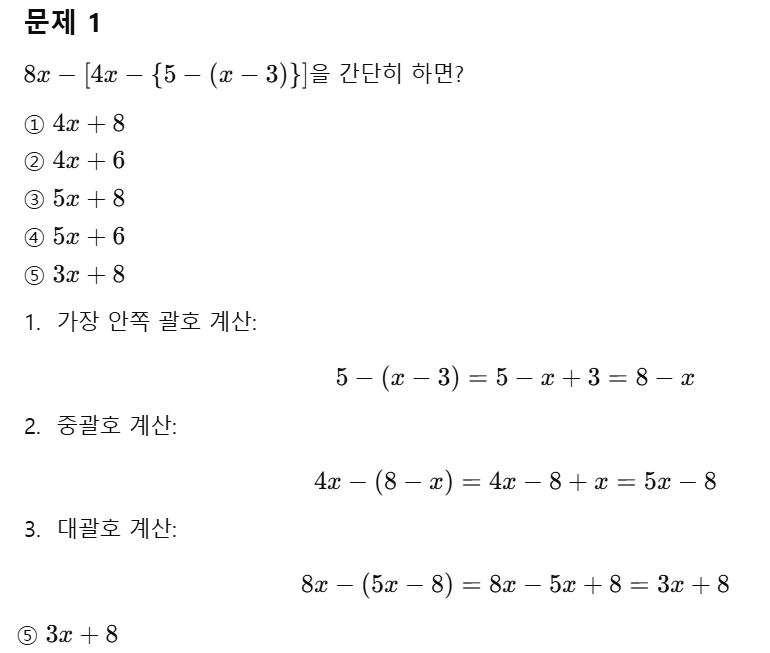 문제 1
8x − [4x − {5 − (x − 3)}]을 간단히 하면?
① 4x + 8
② 4x + 6
③ 5x + 8
④ 5x + 6
⑤ 3x + 8
1. 가장 안쪽 괄호 계산:
5 − (x − 3) = 5 − x + 3 = 8 − x
2. 중괄호 계산:
4x − (8 − x) = 4x − 8 + x = 5x − 8
3. 대괄호 계산:
8x − (5x − 8) = 8x − 5x + 8 = 3x + 8
⑤ 3x + 8